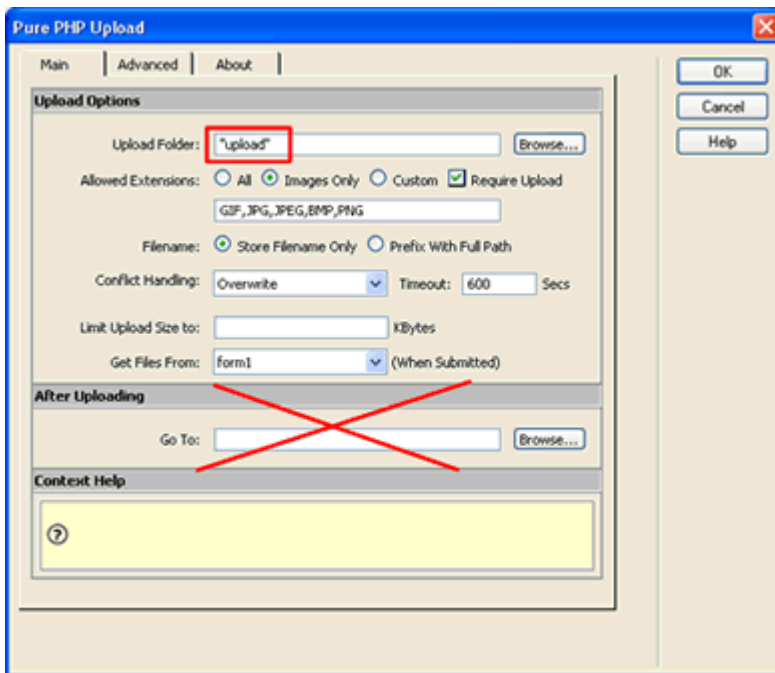 Pure PHP Upload
Main Advanced About
OK
Cancel
Help
Upload Options
Upload Folder: "upload" Browse...
Allowed Extensions: All Images Only Custom Require Upload
GIF,JPG,JPEG,BMP,PNG
Filename: Store Filename Only Prefix With Full Path
Conflict Handling: Overwrite Timeout: 600 Secs
Limit Upload Size to: KBytes
Get Files From: form1 (When Submitted)
After Uploading
Go To: Browse...
Context Help
?